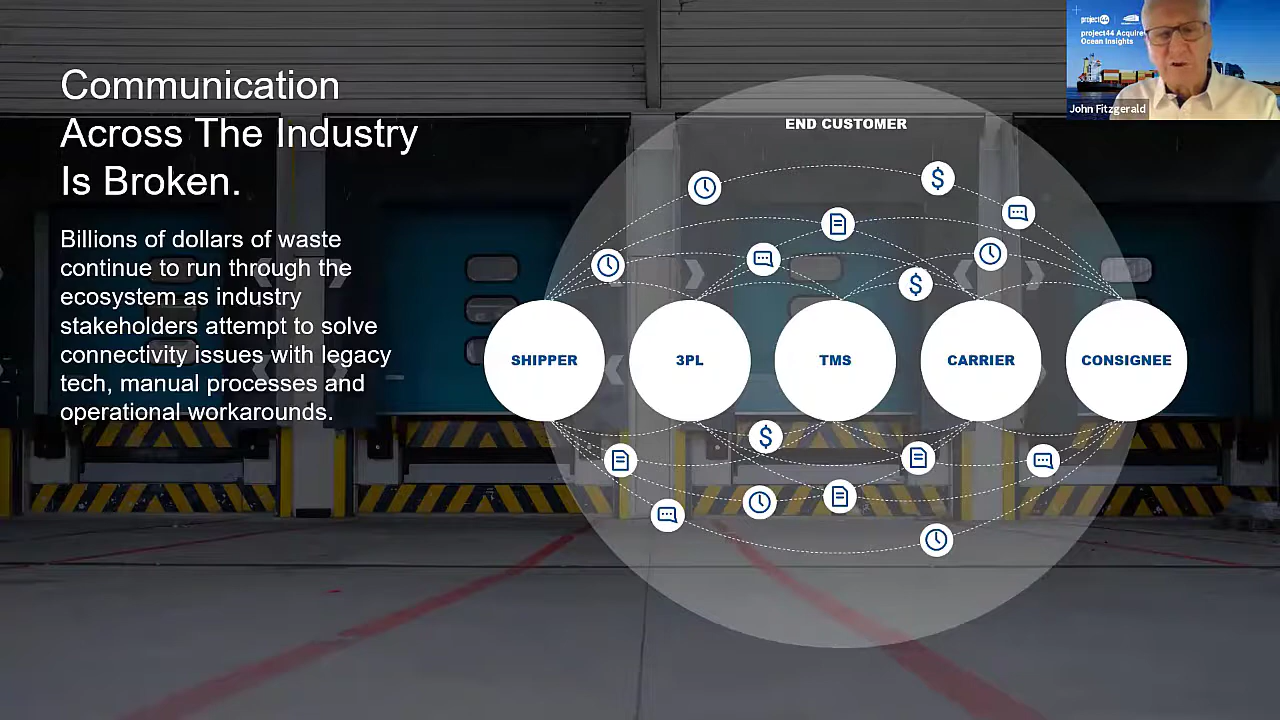 Communication
Across The Industry
Is Broken.
Billions of dollars of waste
continue to run through the
ecosystem as industry
stakeholders attempt to solve
connectivity issues with legacy
tech, manual processes and
operational workarounds.
END CUSTOMER
SHIPPER
3PL
TMS
CARRIER
CONSIGNEE
project44
project44 Acquire
Ocean Insights
John Fitzgerald